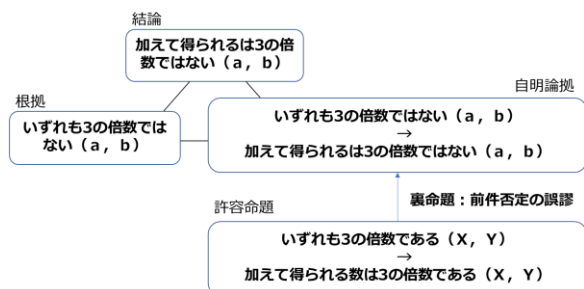 結論
加えて得られるは3の倍
数ではない（a，b）
根拠
いずれも3の倍数では
ない（a，b）
自明論拠
いずれも3の倍数ではない（a，b）
→
加えて得られるは3の倍数ではない（a，b）
裏命題：前件否定の誤謬
許容命題
いずれも3の倍数である（X，Y）
→
加えて得られる数は3の倍数である（X，Y）